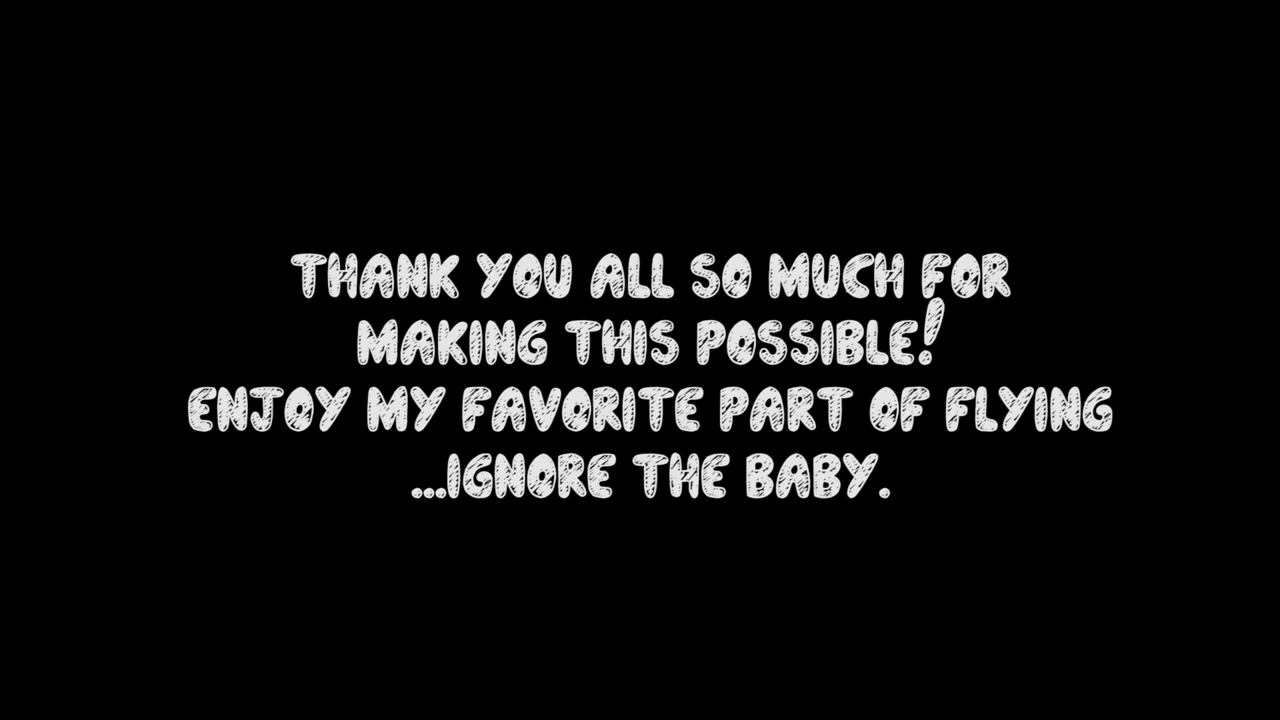 THANK YOU ALL SO MUCH FOR
MAKING THIS POSSIBLE!
ENJOY MY FAVORITE PART OF FLYING
...IGNORE THE BABY.